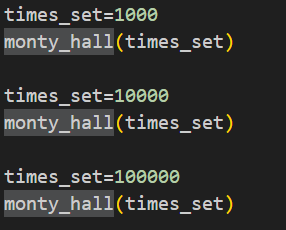 times_set=1000
monty_hall(times_set)
times_set=10000
monty_hall(times_set)
times_set=100000
monty_hall(times_set)